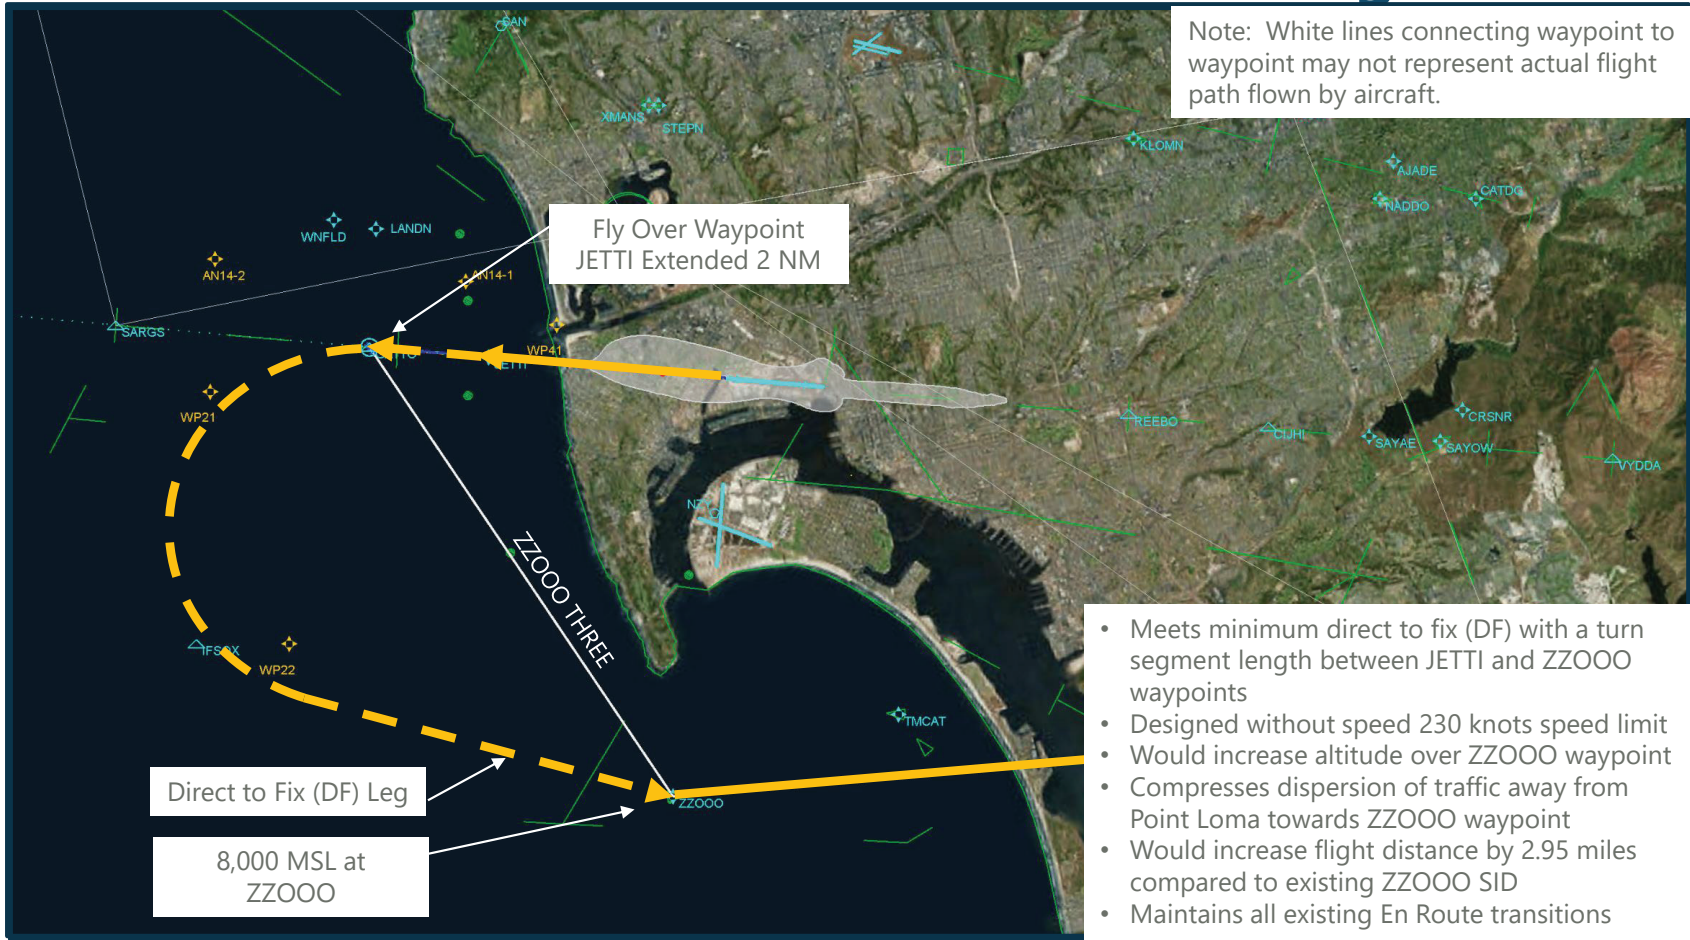 Note: White lines connecting waypoint to
waypoint may not represent actual flight
path flown by aircraft.
XMANS
STEPN
KLOMN
AJADE
CATDG
NADDO
WNFLD
LANDN
AN14-2
AN14-1
Fly Over Waypoint
JETTI Extended 2 NM
SARGS
WP41
WP21
REEBO
CIJHI
SAYAE
CRSNR
SAYOW
VYDDA
ZZOOO THREE
WP22
TMCAT
ZZOOO
Direct to Fix (DF) Leg
8,000 MSL at
ZZOOO
• Meets minimum direct to fix (DF) with a turn
segment length between JETTI and ZZOOO
waypoints
• Designed without speed 230 knots speed limit
• Would increase altitude over ZZOOO waypoint
• Compresses dispersion of traffic away from
Point Loma towards ZZOOO waypoint
• Would increase flight distance by 2.95 miles
compared to existing ZZOOO SID
• Maintains all existing En Route transitions